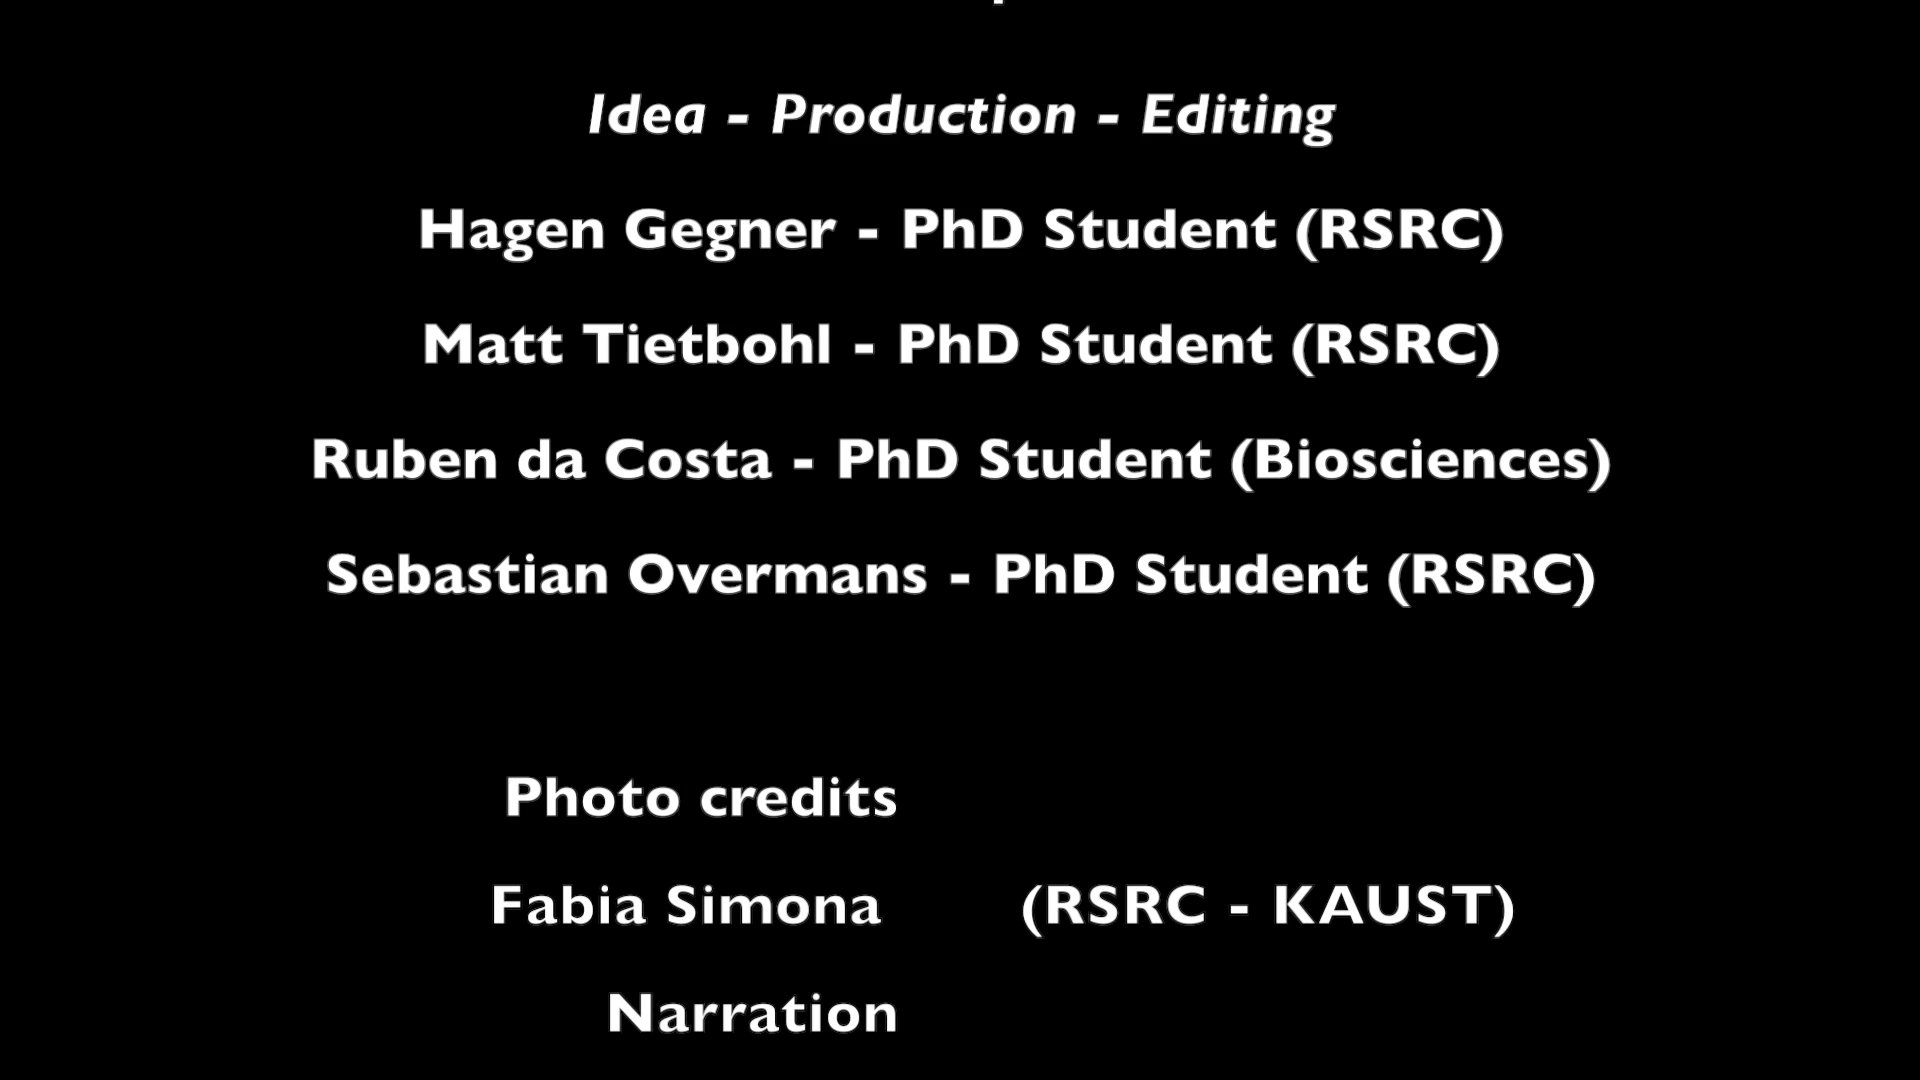 Idea - Production - Editing
Hagen Gegner - PhD Student (RSRC)
Matt Tietbohl - PhD Student (RSRC)
Ruben da Costa - PhD Student (Biosciences)
Sebastian Overmans - PhD Student (RSRC)
Photo credits
Fabia Simona (RSRC - KAUST)
Narration